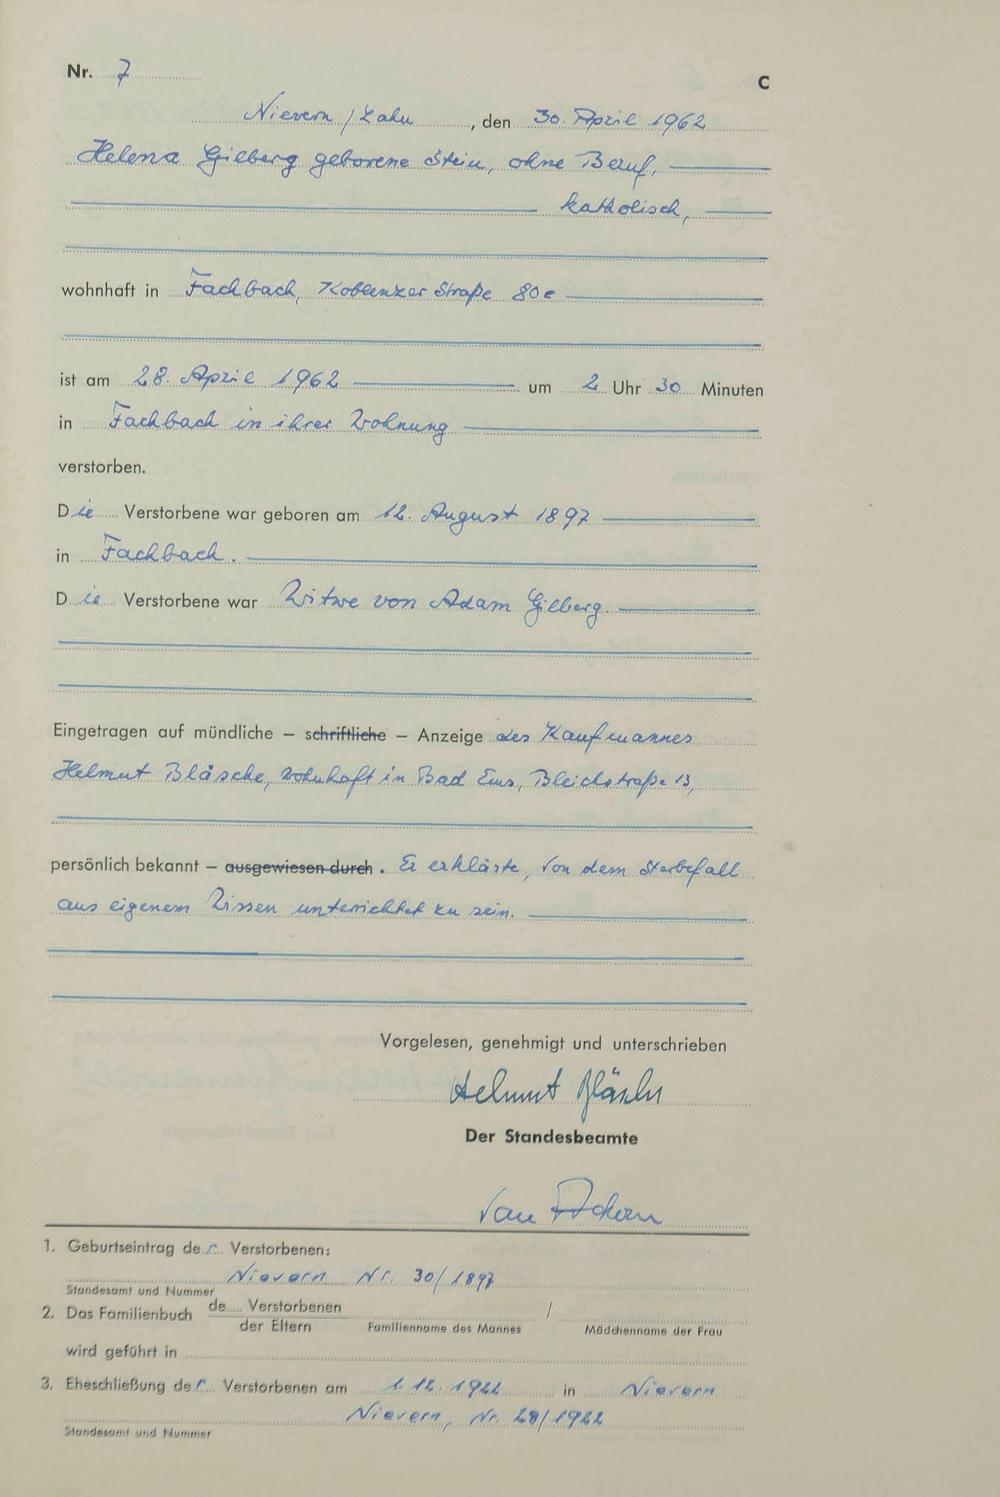 Nr. 7
C
Nievern / Lahn, den 30. April 1962
Helena Gilberg geborene Stein, ohne Beruf,
katholisch,
wohnhaft in Fachbach, Koblenzer Straße 80e
ist am 28. April 1962 um 2 Uhr 30 Minuten
in Fachbach in ihrer Wohnung
verstorben.
Die Verstorbene war geboren am 12. August 1897
in Fachbach.
Die Verstorbene war Witwe von Adam Gilberg.
Eingetragen auf mündliche – schriftliche – Anzeige des Kaufmannes
Helmut Bläsche, wohnhaft in Bad Ems, Bleichstraße 13,
persönlich bekannt – ausgewiesen durch. Er erklärte, von dem Sterbefall
aus eigenem Wissen unterrichtet zu sein.
Vorgelesen, genehmigt und unterschrieben
Helmut Bläsche
Der Standesbeamte
1. Geburtseintrag der Verstorbenen:
Nievern Nr. 30/1897
Standesamt und Nummer
2. Das Familienbuch de Verstorbenen /
der Eltern Familienname des Mannes Mädchenname der Frau
wird geführt in
3. Eheschließung der Verstorbenen am 1.12.1922 in Nievern
Nievern, Nr. 28/1922
Standesamt und Nummer